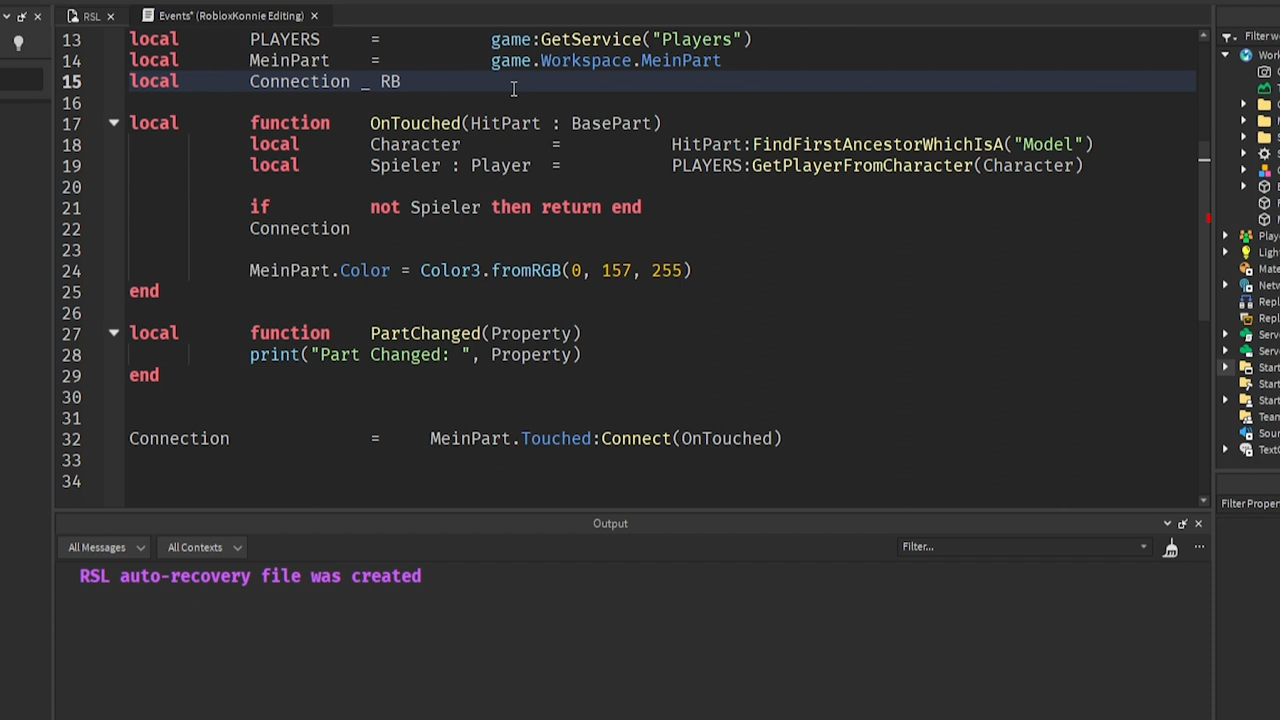 RSL
Events* (RobloxKonnie Editing)
13 local PLAYERS = game:GetService("Players")
14 local MeinPart = game.Workspace.MeinPart
15 local Connection _ RB
16
17 local function OnTouched(HitPart : BasePart)
18 local Character = HitPart:FindFirstAncestorWhichIsA("Model")
19 local Spieler : Player = PLAYERS:GetPlayerFromCharacter(Character)
20
21 if not Spieler then return end
22 Connection
23
24 MeinPart.Color = Color3.fromRGB(0, 157, 255)
25 end
26
27 local function PartChanged(Property)
28 print("Part Changed: ", Property)
29 end
30
31
32 Connection = MeinPart.Touched:Connect(OnTouched)
33
34
Output
All Messages All Contexts Filter...
RSL auto-recovery file was created
Filter w
Work
C
T
M
S
C
Playe
Light
Mate
Netw
Repl
Repl
Serve
Serve
Start
Start
Start
Team
Soun
TextC
Filter Proper